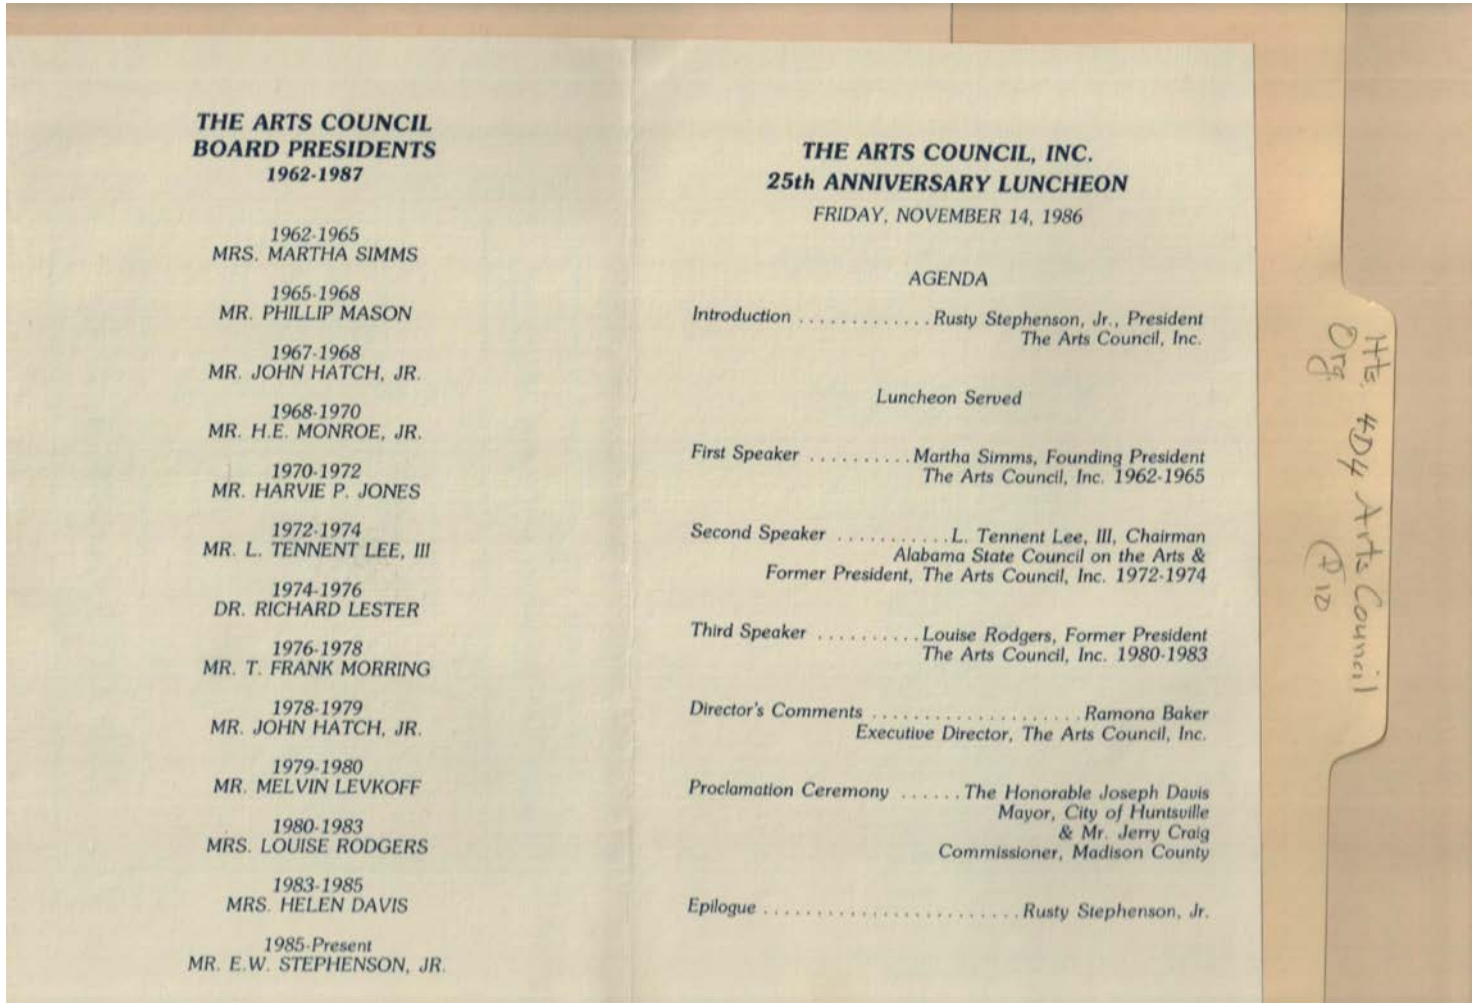 THE ARTS COUNCIL
BOARD PRESIDENTS
1962-1987
1962-1965
MRS. MARTHA SIMMS
1965-1968
MR. PHILLIP MASON
1967-1968
MR. JOHN HATCH, JR.
1968-1970
MR. H.E. MONROE, JR.
1970-1972
MR. HARVIE P. JONES
1972-1974
MR. L. TENNENT LEE, III
1974-1976
DR. RICHARD LESTER
1976-1978
MR. T. FRANK MORRING
1978-1979
MR. JOHN HATCH, JR.
1979-1980
MR. MELVIN LEVKOFF
1980-1983
MRS. LOUISE RODGERS
1983-1985
MRS. HELEN DAVIS
1985-Present
MR. E.W. STEPHENSON, JR.
THE ARTS COUNCIL, INC.
25th ANNIVERSARY LUNCHEON
FRIDAY, NOVEMBER 14, 1986
AGENDA
Introduction . . . . . . . . . . . . . Rusty Stephenson, Jr., President
The Arts Council, Inc.
Luncheon Served
First Speaker . . . . . . . . . . Martha Simms, Founding President
The Arts Council, Inc. 1962-1965
Second Speaker . . . . . . . . . . . L. Tennent Lee, III, Chairman
Alabama State Council on the Arts &
Former President, The Arts Council, Inc. 1972-1974
Third Speaker . . . . . . . . . . Louise Rodgers, Former President
The Arts Council, Inc. 1980-1983
Director's Comments . . . . . . . . . . . . . . . . . . . . Ramona Baker
Executive Director, The Arts Council, Inc.
Proclamation Ceremony . . . . . . The Honorable Joseph Davis
Mayor, City of Huntsville
& Mr. Jerry Craig
Commissioner, Madison County
Epilogue . . . . . . . . . . . . . . . . . . . . . . . . Rusty Stephenson, Jr.
Arts Council
Org.